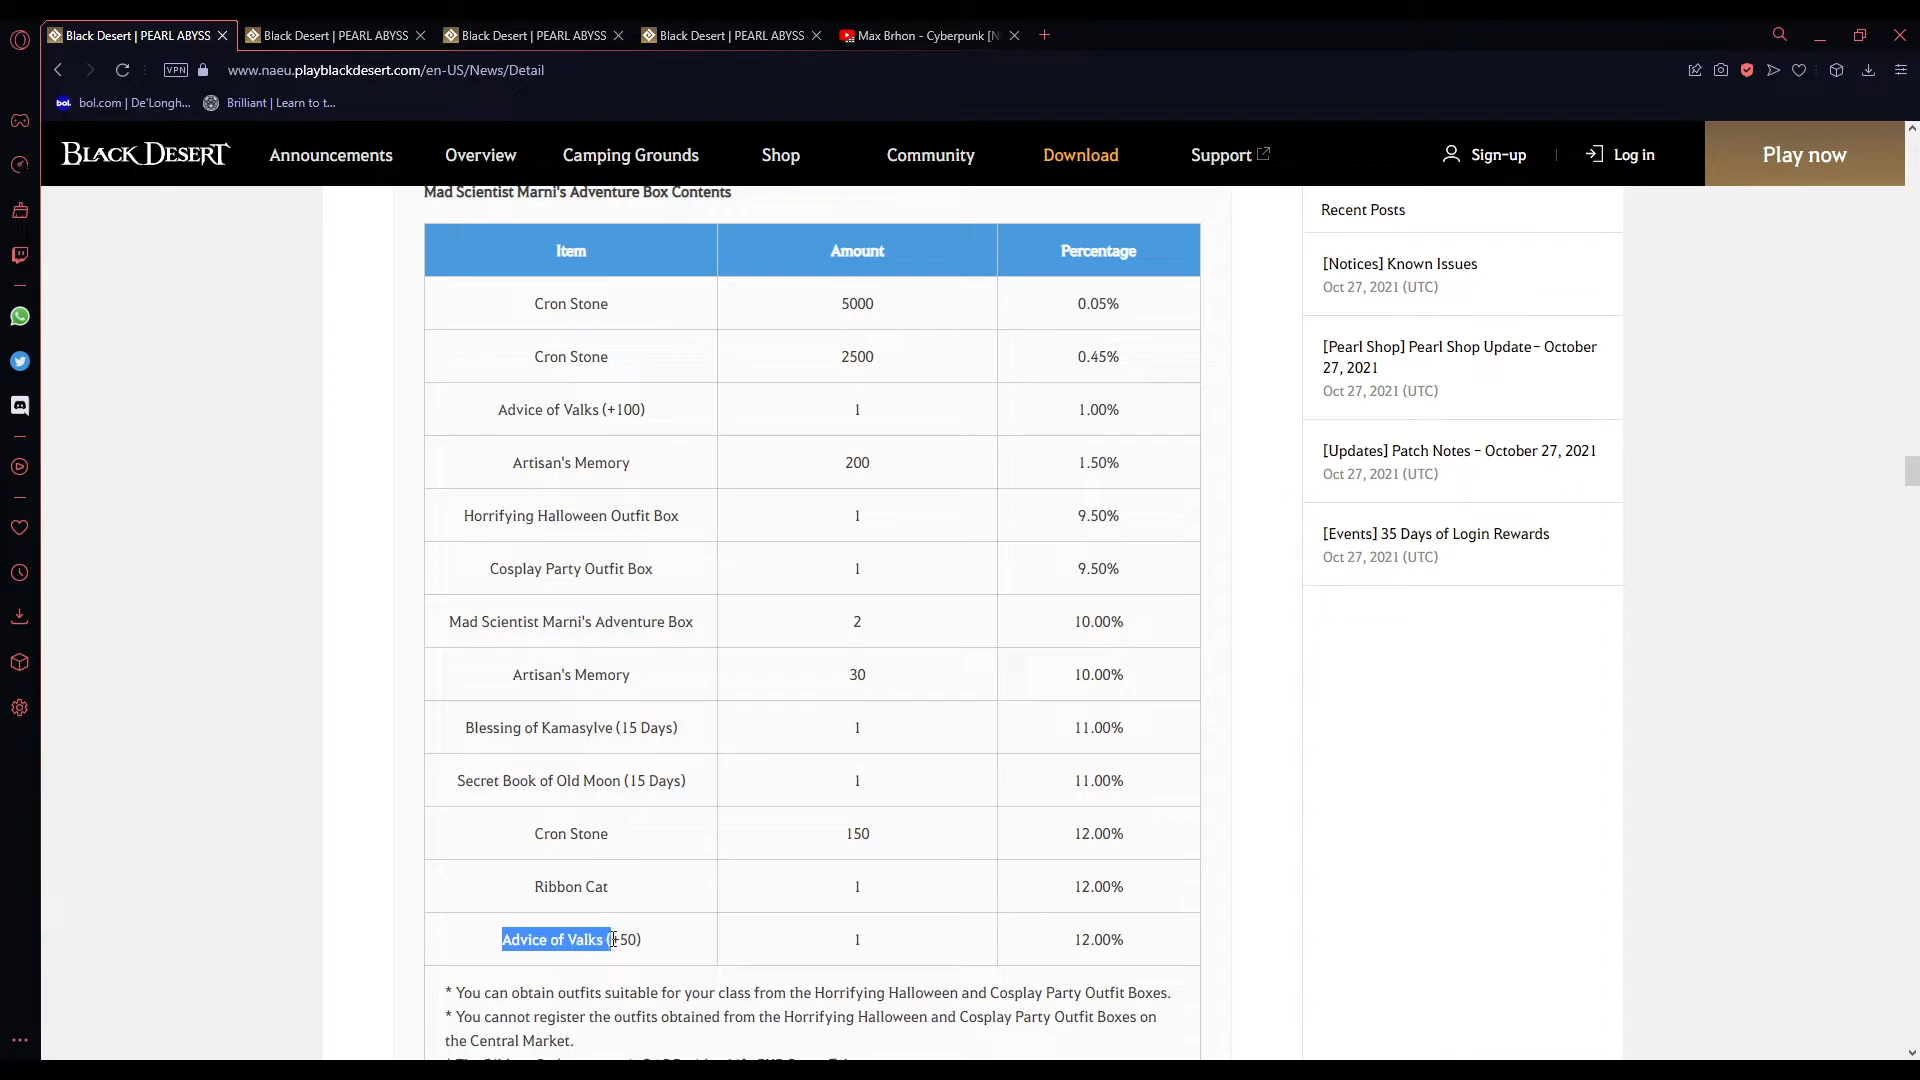 Black Desert | PEARL ABYSS
Black Desert | PEARL ABYSS
Black Desert | PEARL ABYSS
Black Desert | PEARL ABYSS
Max Brhon - Cyberpunk [N
VPN
www.naeu.playblackdesert.com/en-US/News/Detail
bol. bol.com | De'Longh...
Brilliant | Learn to t...
BLACK DESERT
Announcements
Overview
Camping Grounds
Shop
Community
Download
Support
Sign-up
Log in
Play now
Mad Scientist Marni's Adventure Box Contents
Item Amount Percentage
Cron Stone 5000 0.05%
Cron Stone 2500 0.45%
Advice of Valks (+100) 1 1.00%
Artisan's Memory 200 1.50%
Horrifying Halloween Outfit Box 1 9.50%
Cosplay Party Outfit Box 1 9.50%
Mad Scientist Marni's Adventure Box 2 10.00%
Artisan's Memory 30 10.00%
Blessing of Kamasylve (15 Days) 1 11.00%
Secret Book of Old Moon (15 Days) 1 11.00%
Cron Stone 150 12.00%
Ribbon Cat 1 12.00%
Advice of Valks (+50) 1 12.00%
* You can obtain outfits suitable for your class from the Horrifying Halloween and Cosplay Party Outfit Boxes.
* You cannot register the outfits obtained from the Horrifying Halloween and Cosplay Party Outfit Boxes on
the Central Market.
Recent Posts
[Notices] Known Issues
Oct 27, 2021 (UTC)
[Pearl Shop] Pearl Shop Update– October
27, 2021
Oct 27, 2021 (UTC)
[Updates] Patch Notes – October 27, 2021
Oct 27, 2021 (UTC)
[Events] 35 Days of Login Rewards
Oct 27, 2021 (UTC)